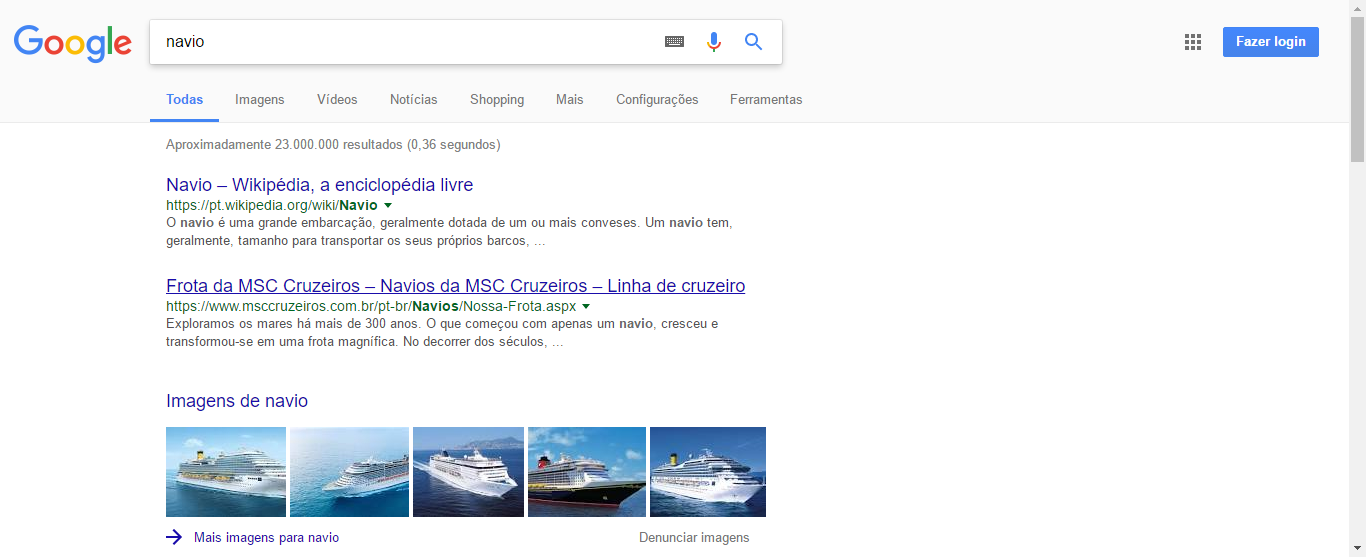 Google
navio
Fazer login
Todas Imagens Vídeos Notícias Shopping Mais Configurações Ferramentas
Aproximadamente 23.000.000 resultados (0,36 segundos)
Navio – Wikipédia, a enciclopédia livre
https://pt.wikipedia.org/wiki/Navio
O navio é uma grande embarcação, geralmente dotada de um ou mais conveses. Um navio tem,
geralmente, tamanho para transportar os seus próprios barcos, ...
Frota da MSC Cruzeiros – Navios da MSC Cruzeiros – Linha de cruzeiro
https://www.msccruzeiros.com.br/pt-br/Navios/Nossa-Frota.aspx
Exploramos os mares há mais de 300 anos. O que começou com apenas um navio, cresceu e
transformou-se em uma frota magnífica. No decorrer dos séculos, ...
Imagens de navio
Mais imagens para navio
Denunciar imagens